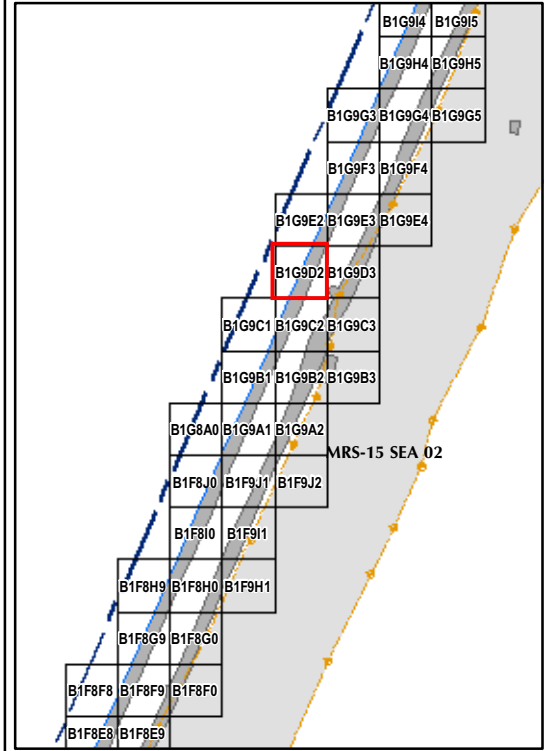 B1G9I4 B1G9I5
B1G9H4 B1G9H5
B1G9G3 B1G9G4 B1G9G5
B1G9F3 B1G9F4
B1G9E2 B1G9E3 B1G9E4
B1G9D2 B1G9D3
B1G9C1 B1G9C2 B1G9C3
B1G9B1 B1G9B2 B1G9B3
B1G8A0 B1G9A1 B1G9A2
MRS-15 SEA 02
B1F8J0 B1F9J1 B1F9J2
B1F8I0 B1F9I1
B1F8H9 B1F8H0 B1F9H1
B1F8G9 B1F8G0
B1F8F8 B1F8F9 B1F8F0
B1F8E8 B1F8E9